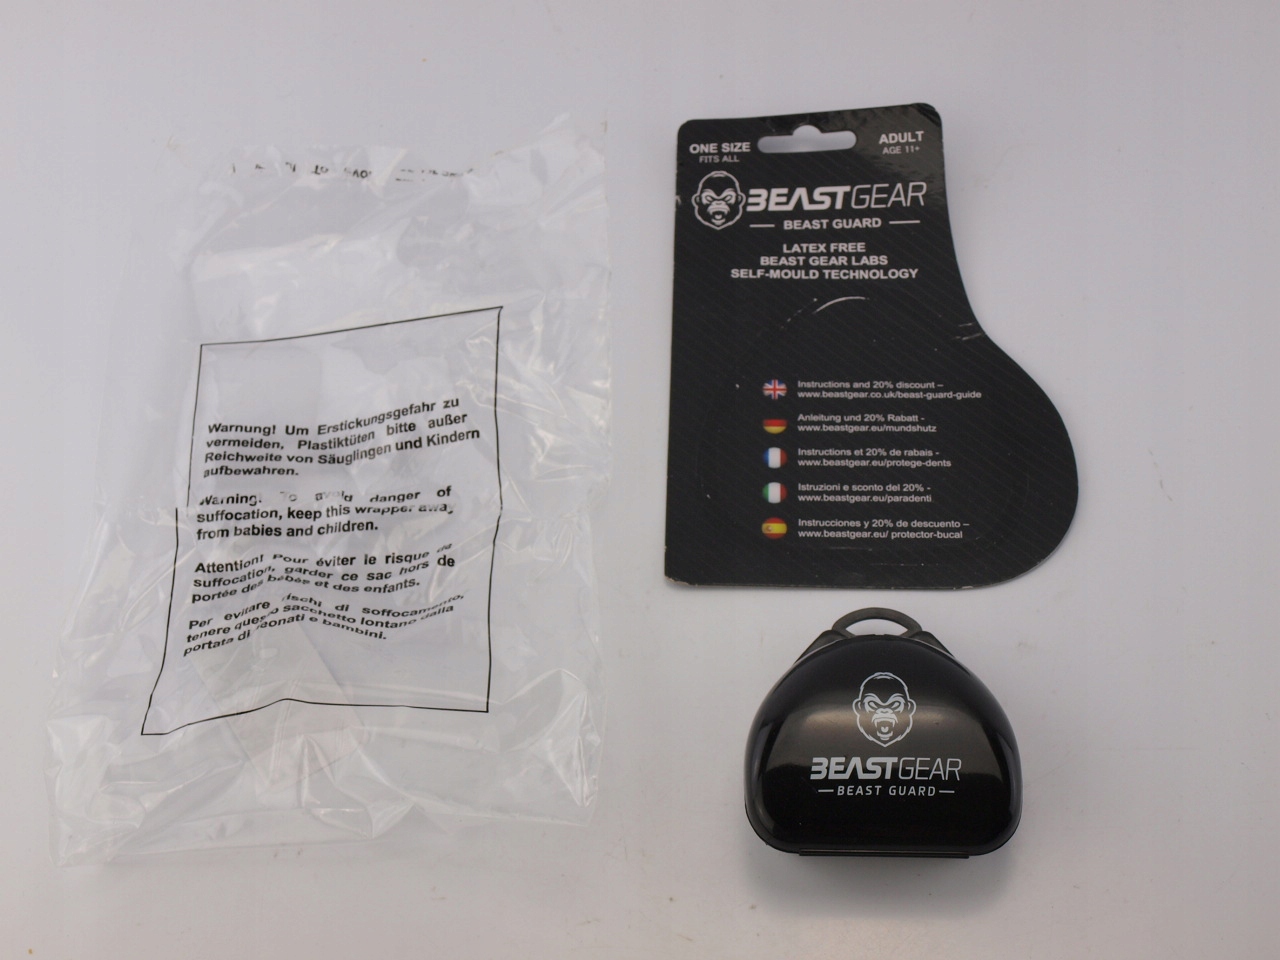 Warnung! Um Erstickungsgefahr zu
vermeiden, Plastiktüten bitte außer
Reichweite von Säuglingen und Kindern
aufbewahren.
Warning! To avoid danger of
suffocation, keep this wrapper away
from babies and children.
Attention! Pour éviter le risque de
suffocation, garder ce sac hors de
portée des bébés et des enfants.
Per evitare rischi di soffocamento,
tenere questo sacchetto lontano dalla
portata di neonati e bambini.
ONE SIZE
FITS ALL
ADULT
AGE 11+
BEASTGEAR
BEAST GUARD
LATEX FREE
BEAST GEAR LABS
SELF-MOULD TECHNOLOGY
Instructions and 20% discount –
www.beastgear.co.uk/beast-guard-guide
Anleitung und 20% Rabatt -
www.beastgear.eu/mundshutz
Instructions et 20% de rabais -
www.beastgear.eu/protege-dents
Istruzioni e sconto del 20% -
www.beastgear.eu/paradenti
Instrucciones y 20% de descuento –
www.beastgear.eu/ protector-bucal
BEASTGEAR
BEAST GUARD